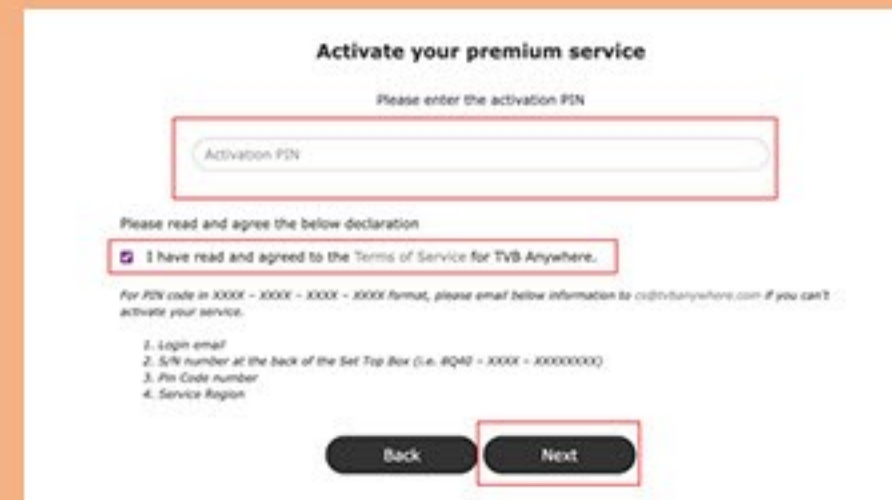 Activate your premium service
Please enter the activation PIN
Activation PIN
Please read and agree the below declaration
I have read and agreed to the Terms of Service for TVB Anywhere.
For PIN code in XXXX – XXXX – XXXX – XXXX format, please email below information to cs@tvbanywhere.com if you can't
activate your service.
1. Login email
2. S/N number at the back of the Set Top Box (i.e. 8Q40 – XXXX – XXXXXXXX)
3. Pin Code number
4. Service Region
Back
Next